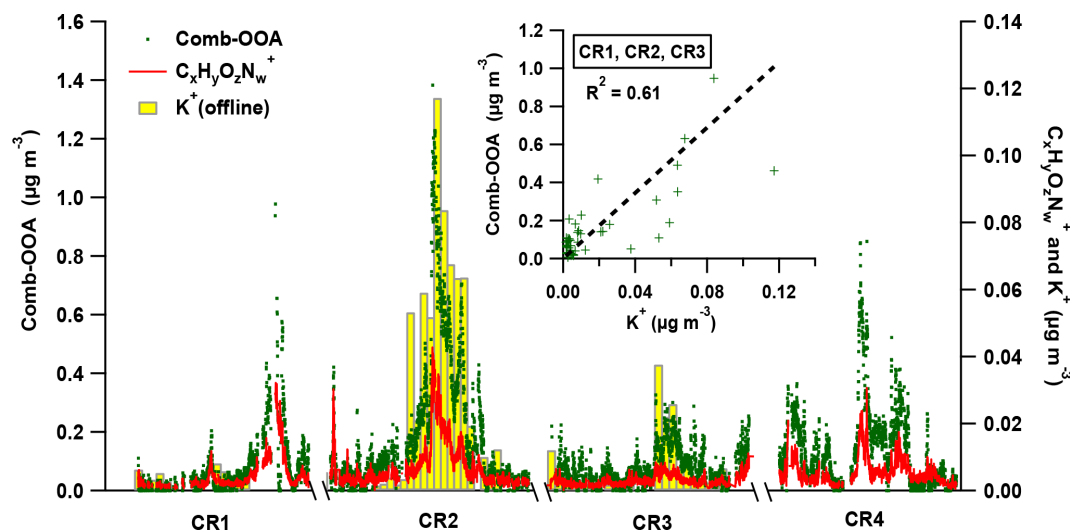 1.6
1.4
1.2
1.0
0.8
0.6
0.4
0.2
0.0
Comb-OOA (µg m⁻³)
Comb-OOA
CₓHᵧO_zN_w⁺
K⁺(offline)
1.2
1.0
0.8
0.6
0.4
0.2
0.0
Comb-OOA (µg m⁻³)
CR1, CR2, CR3
R² = 0.61
0.00 0.04 0.08 0.12
K⁺ (µg m⁻³)
0.14
0.12
0.10
0.08
0.06
0.04
0.02
0.00
CₓHᵧO_zN_w⁺ and K⁺ (µg m⁻³)
CR1 CR2 CR3 CR4